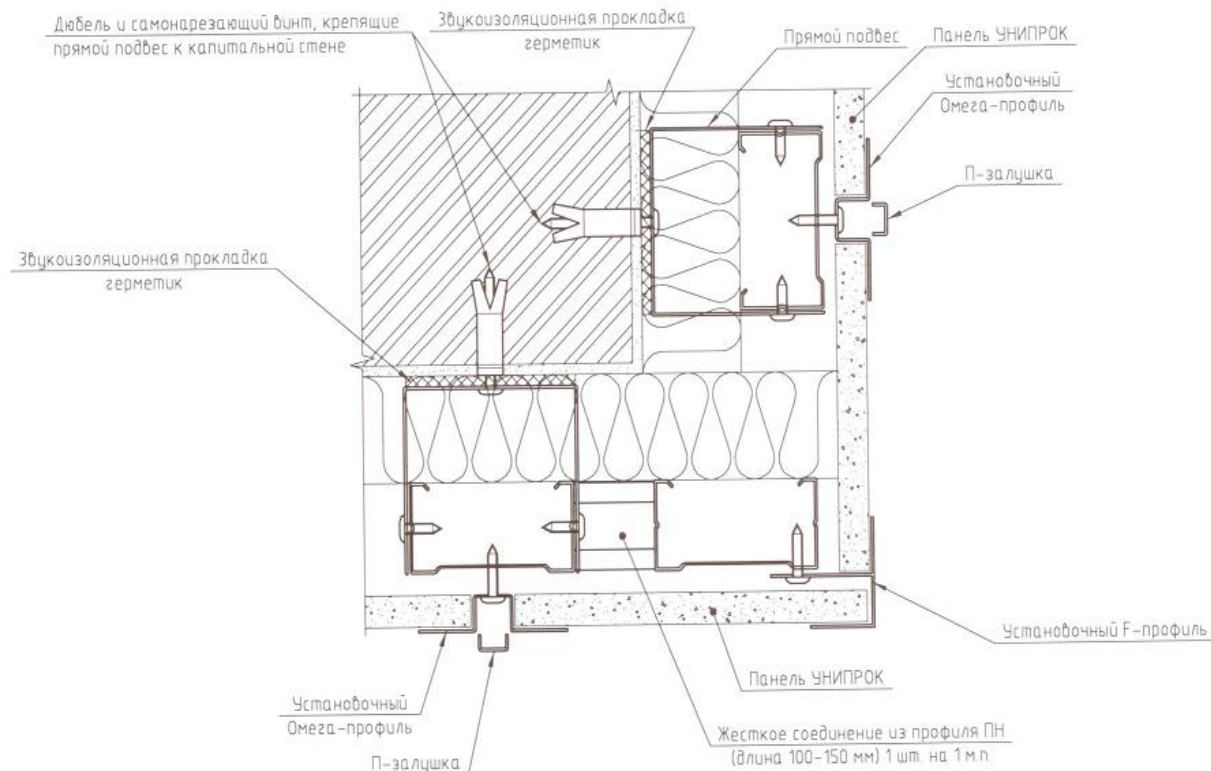 Дюбель и самонарезающий винт, крепящие
прямой подвес к капитальной стене
Звукоизоляционная прокладка
герметик
Прямой подвес
Панель УНИПРОК
Установочный
Омега-профиль
П-залушка
Звукоизоляционная прокладка
герметик
Установочный F-профиль
Панель УНИПРОК
Установочный
Омега-профиль
Жесткое соединение из профиля ПН
(длина 100-150 мм) 1 шт. на 1 м.п
П-залушка